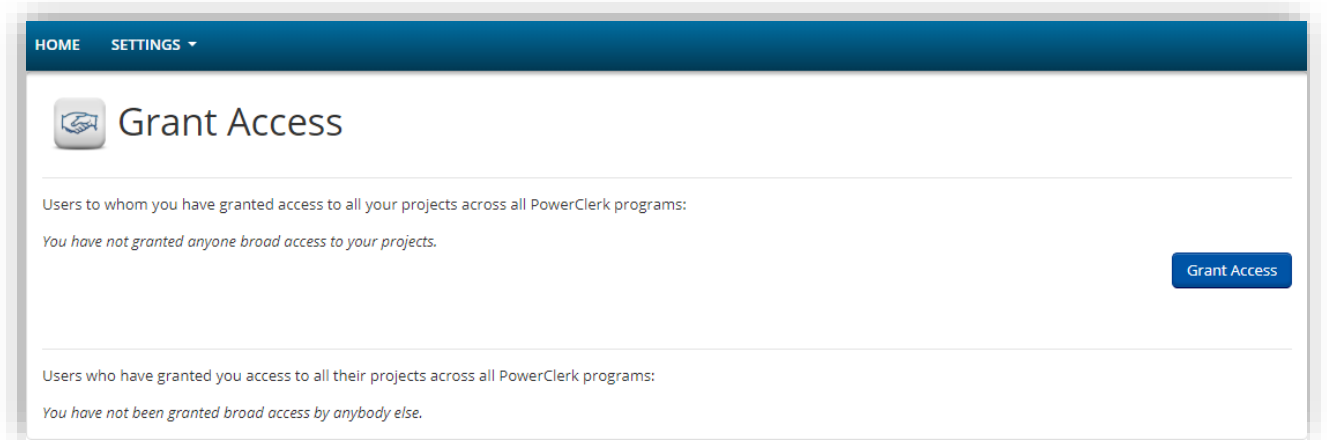 HOME SETTINGS
Grant Access
Users to whom you have granted access to all your projects across all PowerClerk programs:
You have not granted anyone broad access to your projects.
Grant Access
Users who have granted you access to all their projects across all PowerClerk programs:
You have not been granted broad access by anybody else.